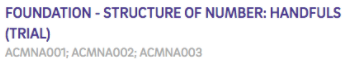 FOUNDATION - STRUCTURE OF NUMBER: HANDFULS
(TRIAL)
ACMNA001; ACMNA002; ACMNA003